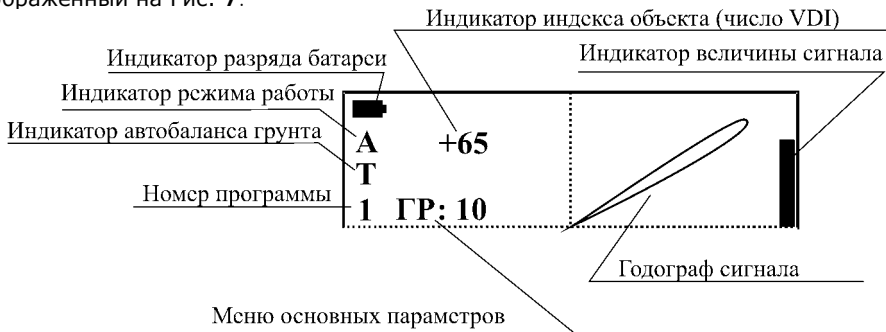 ображенный на Рис. 7.
Индикатор индекса объекта (число VDI)
Индикатор величины сигнала
Индикатор разряда батареи
Индикатор режима работы
Индикатор автобаланса грунта
Номер программы
A +65
T
1 ГР: 10
Годограф сигнала
Меню основных параметров